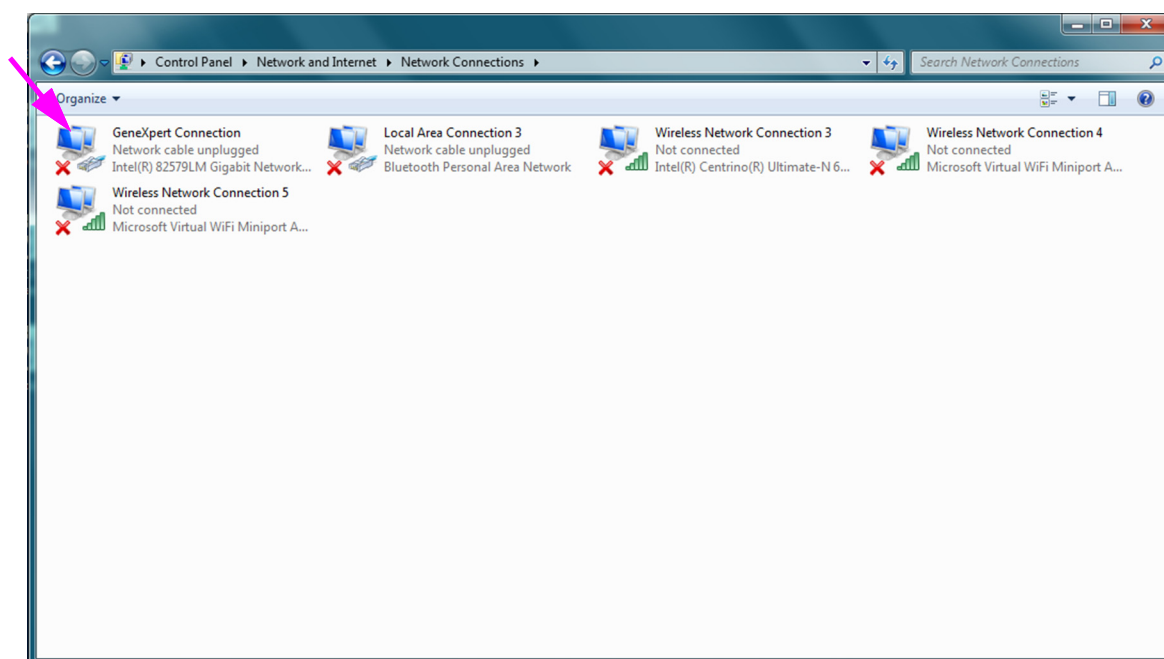 Control Panel Network and Internet Network Connections
Search Network Connections
Organize
GeneXpert Connection
Network cable unplugged
Intel(R) 82579LM Gigabit Network...
Local Area Connection 3
Network cable unplugged
Bluetooth Personal Area Network
Wireless Network Connection 3
Not connected
Intel(R) Centrino(R) Ultimate-N 6...
Wireless Network Connection 4
Not connected
Microsoft Virtual WiFi Miniport A...
Wireless Network Connection 5
Not connected
Microsoft Virtual WiFi Miniport A...